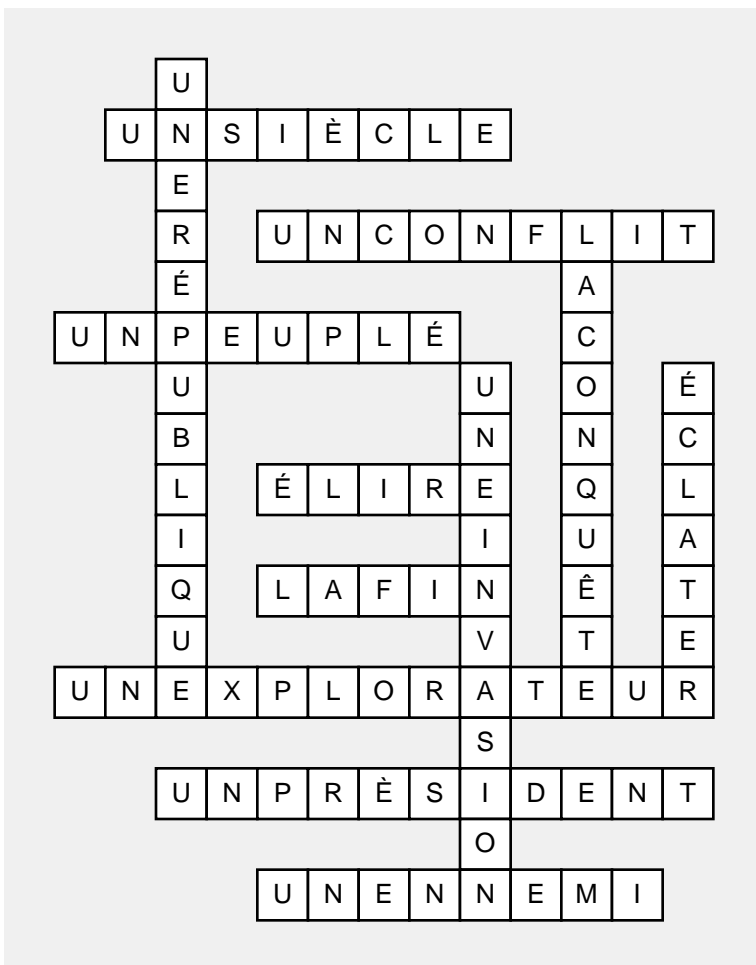 UNERÉPUBLIQUE
UNSIÈCLE
UNCONFLIT
LACONQUÊTE
UNPEUPLÉ
UNEINVASION
ÉCLATER
ÉLIRE
LAFIN
UNEXPLORATEUR
UNPRÈSIDENT
UNENNEMI